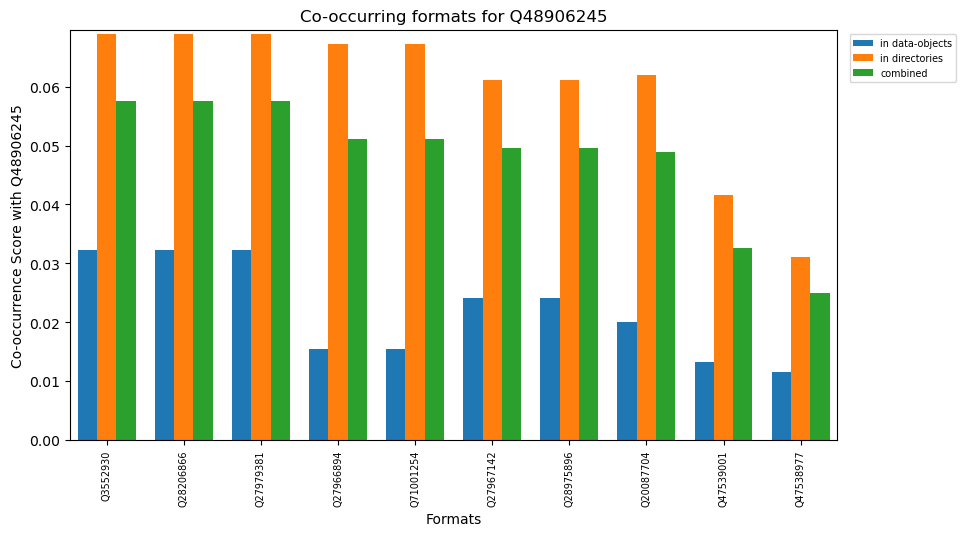 Co-occurring formats for Q48906245
in data-objects
in directories
combined
Co-occurrence Score with Q48906245
0.06
0.05
0.04
0.03
0.02
0.01
0.00
Q3552930
Q28206866
Q27979381
Q27966894
Q71001254
Q27967142
Q28975896
Q20087704
Q47539001
Q47538977
Formats